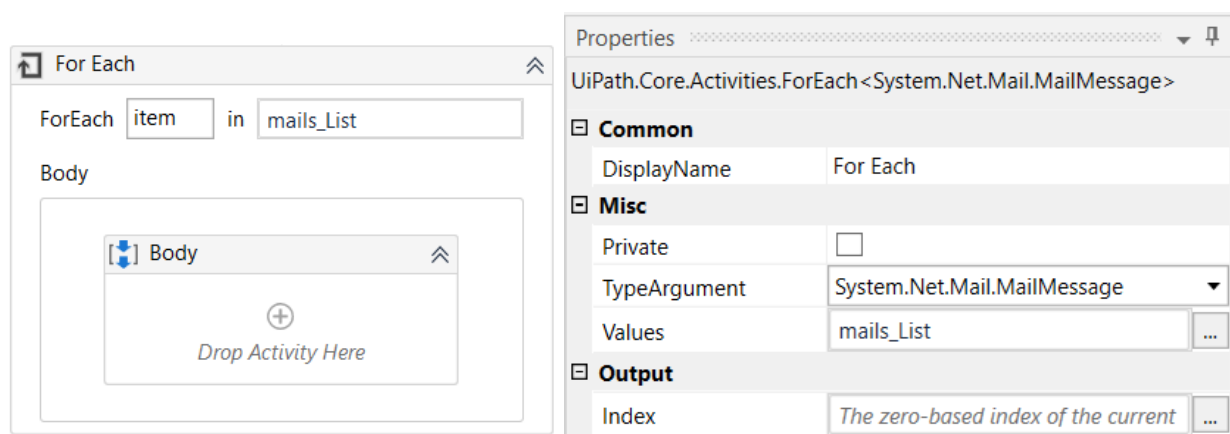 For Each
ForEach item in mails_List
Body
Body
Drop Activity Here
Properties
UiPath.Core.Activities.ForEach<System.Net.Mail.MailMessage>
Common
DisplayName For Each
Misc
Private
TypeArgument System.Net.Mail.MailMessage
Values mails_List ...
Output
Index The zero-based index of the current ...